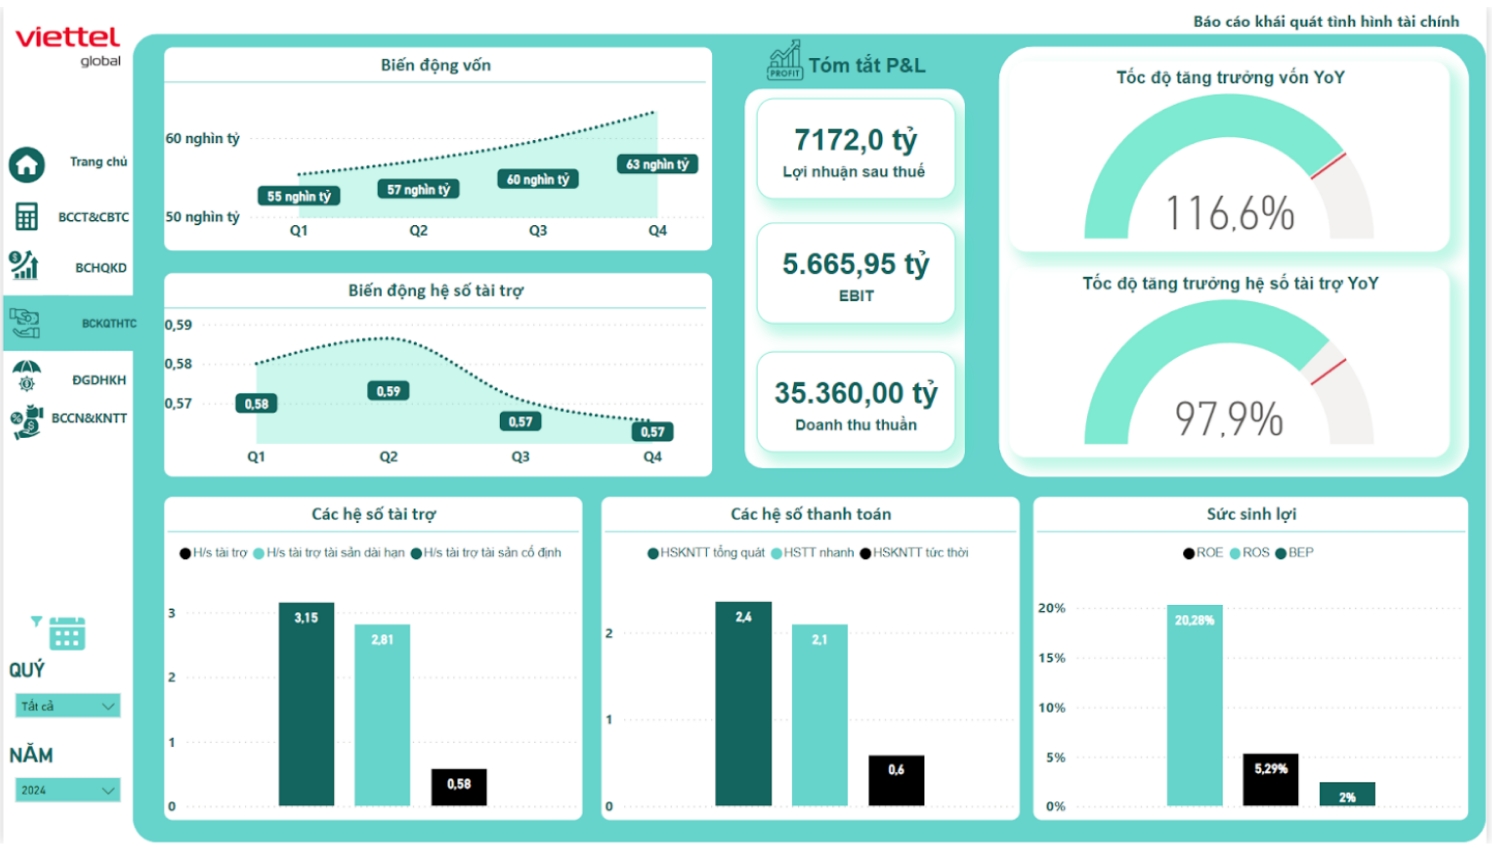 Báo cáo khái quát tình hình tài chính
viettel
global
Trang chủ
BCCT&CBTC
BCHQKD
BCKQTHTC
ĐGDHKH
BCCN&KNTT
QUÝ
Tất cả
NĂM
2024
Biến động vốn
60 nghìn tỷ
50 nghìn tỷ
55 nghìn tỷ
57 nghìn tỷ
60 nghìn tỷ
63 nghìn tỷ
Q1 Q2 Q3 Q4
Biến động hệ số tài trợ
0,59
0,58
0,57
0,58
0,59
0,57
0,57
Q1 Q2 Q3 Q4
PROFIT
Tóm tắt P&L
7172,0 tỷ
Lợi nhuận sau thuế
5.665,95 tỷ
EBIT
35.360,00 tỷ
Doanh thu thuần
Tốc độ tăng trưởng vốn YoY
116,6%
Tốc độ tăng trưởng hệ số tài trợ YoY
97,9%
Các hệ số tài trợ
H/s tài trợ H/s tài trợ tài sản dài hạn H/s tài trợ tài sản cố định
3
2
1
0
3,15
2,81
0,58
Các hệ số thanh toán
HSKNTT tổng quát HSTT nhanh HSKNTT tức thời
2
1
0
2,4
2,1
0,6
Sức sinh lợi
ROE ROS BEP
20%
15%
10%
5%
0%
20,28%
5,29%
2%